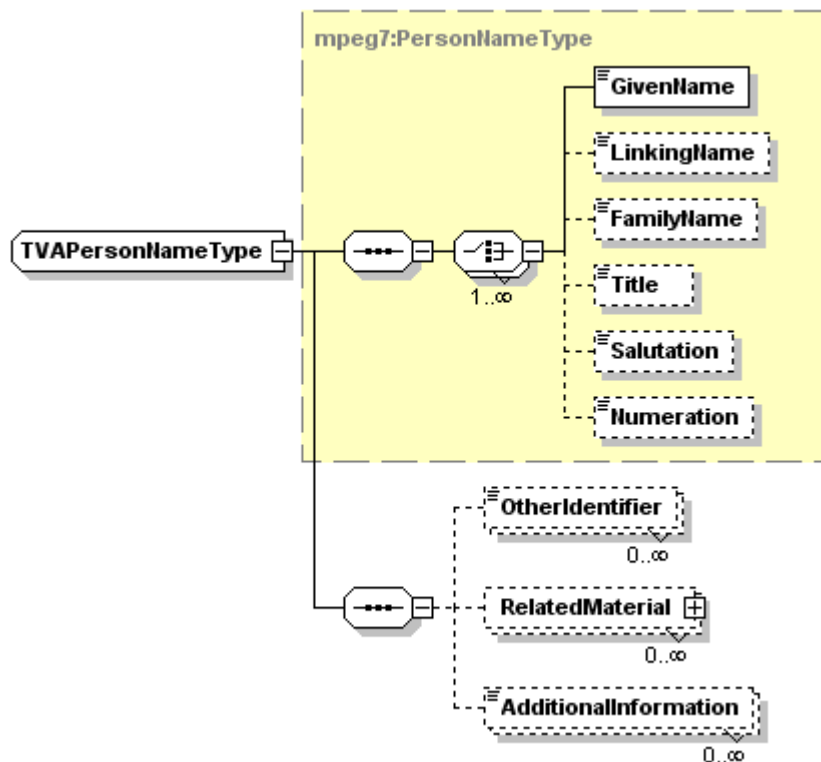 mpeg7:PersonNameType
GivenName
LinkingName
FamilyName
TVAPersonNameType
Title
1..∞
Salutation
Numeration
OtherIdentifier
0..∞
RelatedMaterial
0..∞
AdditionalInformation
0..∞